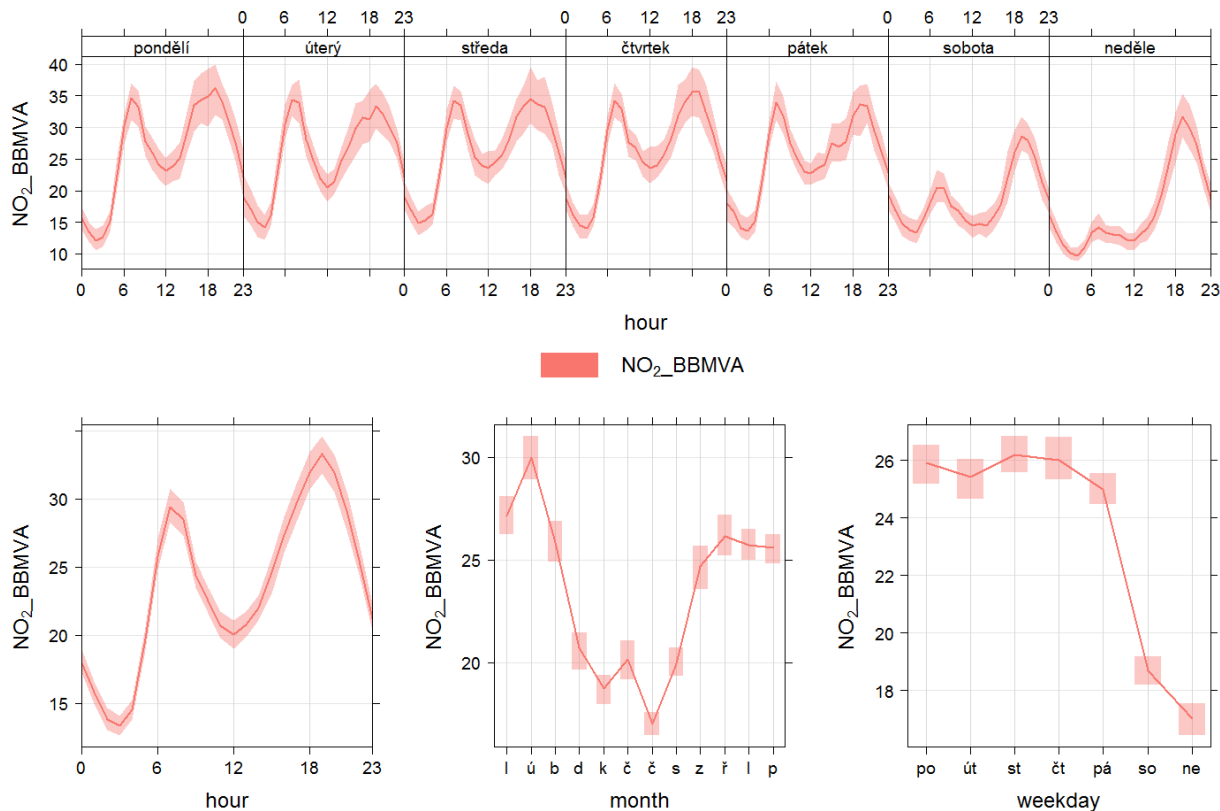 0 6 12 18 23 0 6 12 18 23 0 6 12 18 23
pondělí úterý středa čtvrtek pátek sobota neděle
40
35
30
25
20
15
10
NO₂_BBMVA
0 6 12 18 23 0 6 12 18 23 0 6 12 18 23 0 6 12 18 23
hour
NO₂_BBMVA
30
25
20
15
NO₂_BBMVA
0 6 12 18 23
hour
30
25
20
NO₂_BBMVA
l ú b d k č č s z ř l p
month
26
24
22
20
18
NO₂_BBMVA
po út st čt pá so ne
weekday